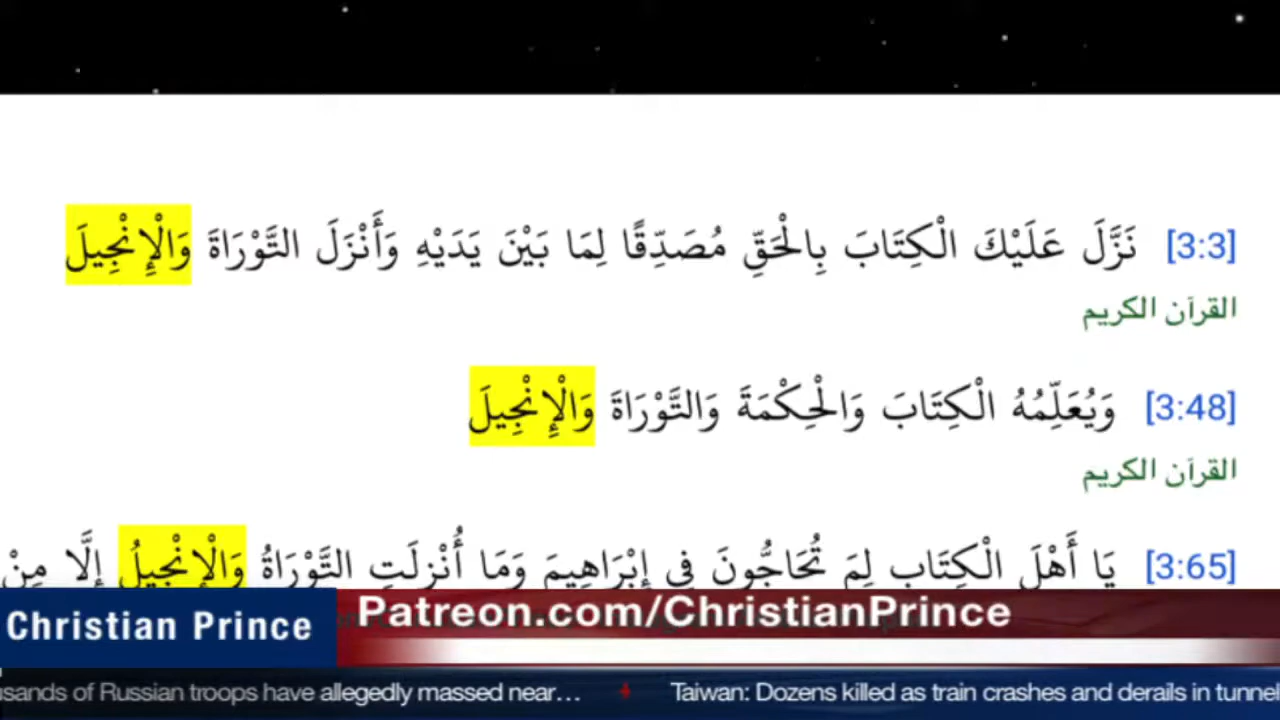 [3:3] نَزَّلَ عَلَيْكَ الْكِتَابَ بِالْحَقِّ مُصَدِّقًا لِمَا بَيْنَ يَدَيْهِ وَأَنْزَلَ التَّوْرَاةَ وَالْإِنْجِيلَ
القرآن الكريم
[3:48] وَيُعَلِّمُهُ الْكِتَابَ وَالْحِكْمَةَ وَالتَّوْرَاةَ وَالْإِنْجِيلَ
القرآن الكريم
[3:65] يَا أَهْلَ الْكِتَابِ لِمَ تُحَاجُّونَ فِي إِبْرَاهِيمَ وَمَا أُنْزِلَتِ التَّوْرَاةُ وَالْإِنْجِيلُ إِلَّا مِنْ
Christian Prince
Patreon.com/ChristianPrince
usands of Russian troops have allegedly massed near… Taiwan: Dozens killed as train crashes and derails in tunnel